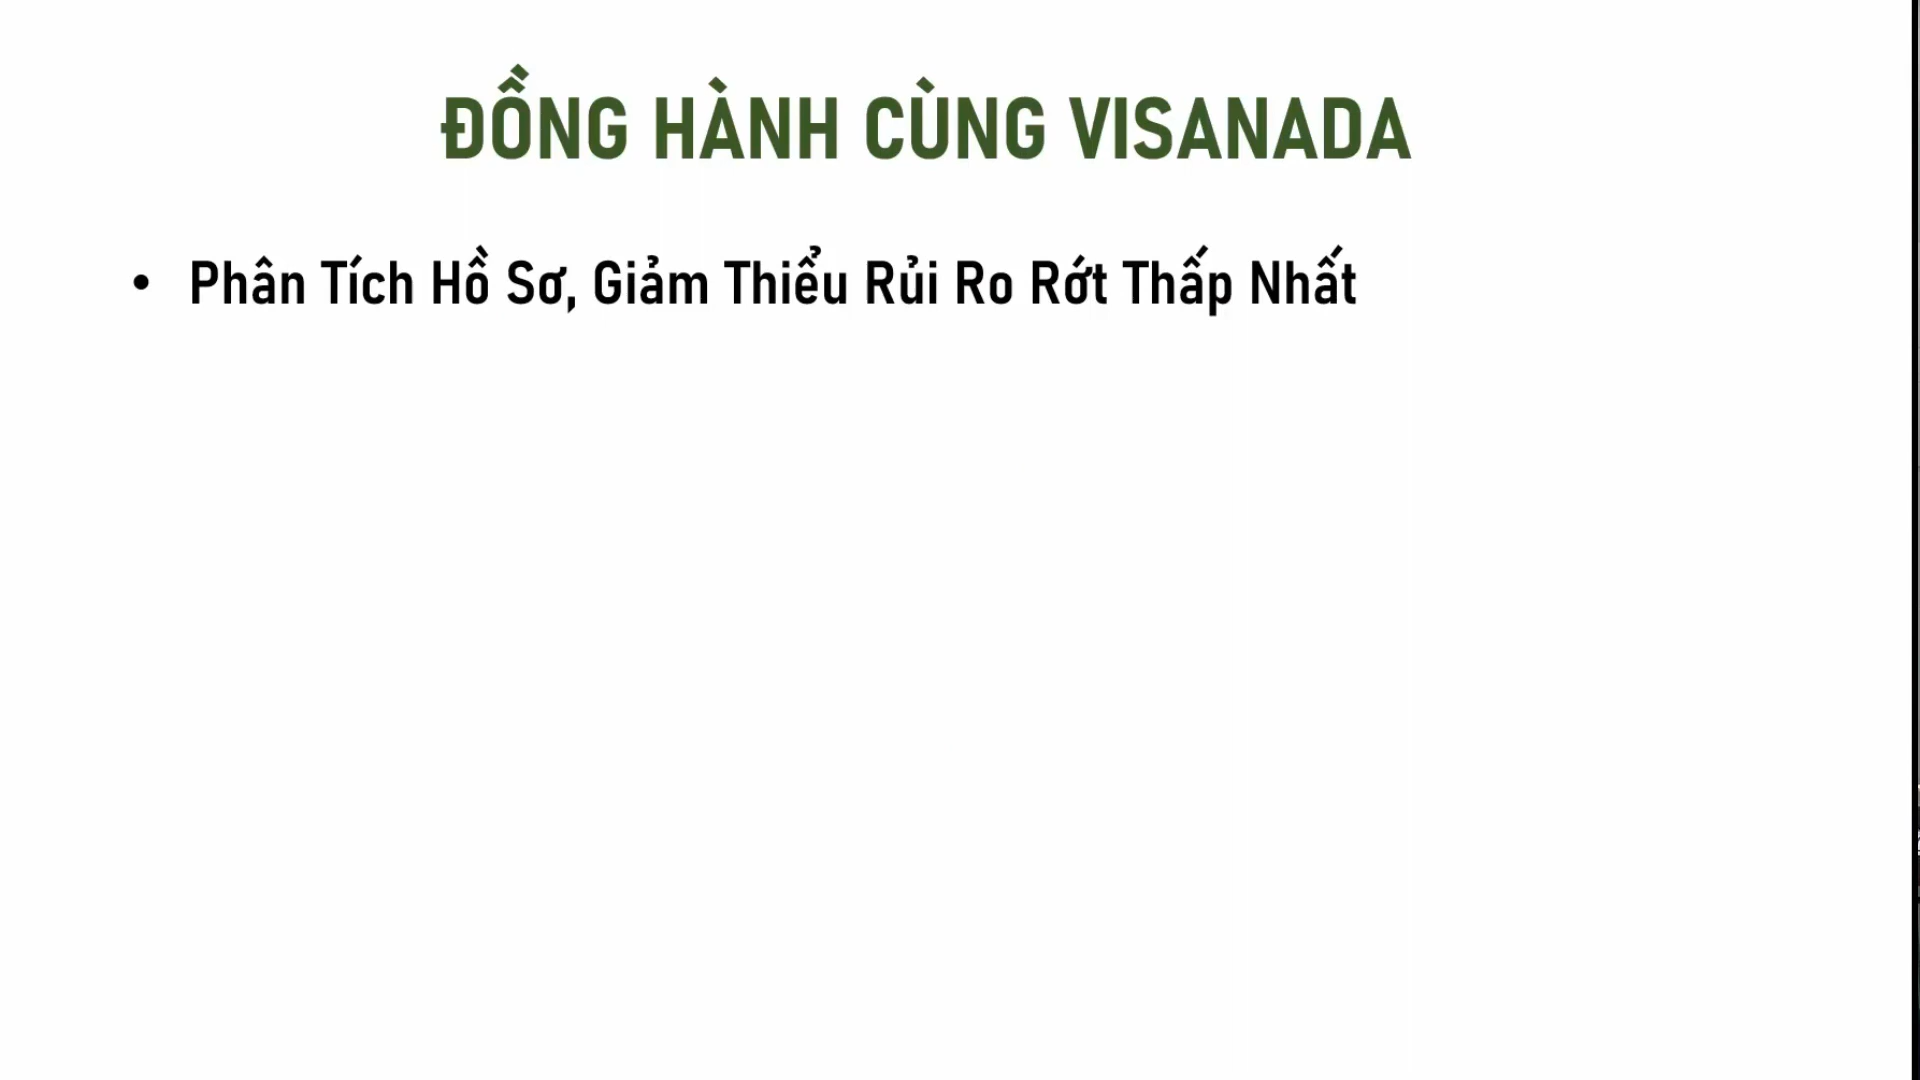 ĐỒNG HÀNH CÙNG VISANADA
• Phân Tích Hồ Sơ, Giảm Thiểu Rủi Ro Rớt Thấp Nhất